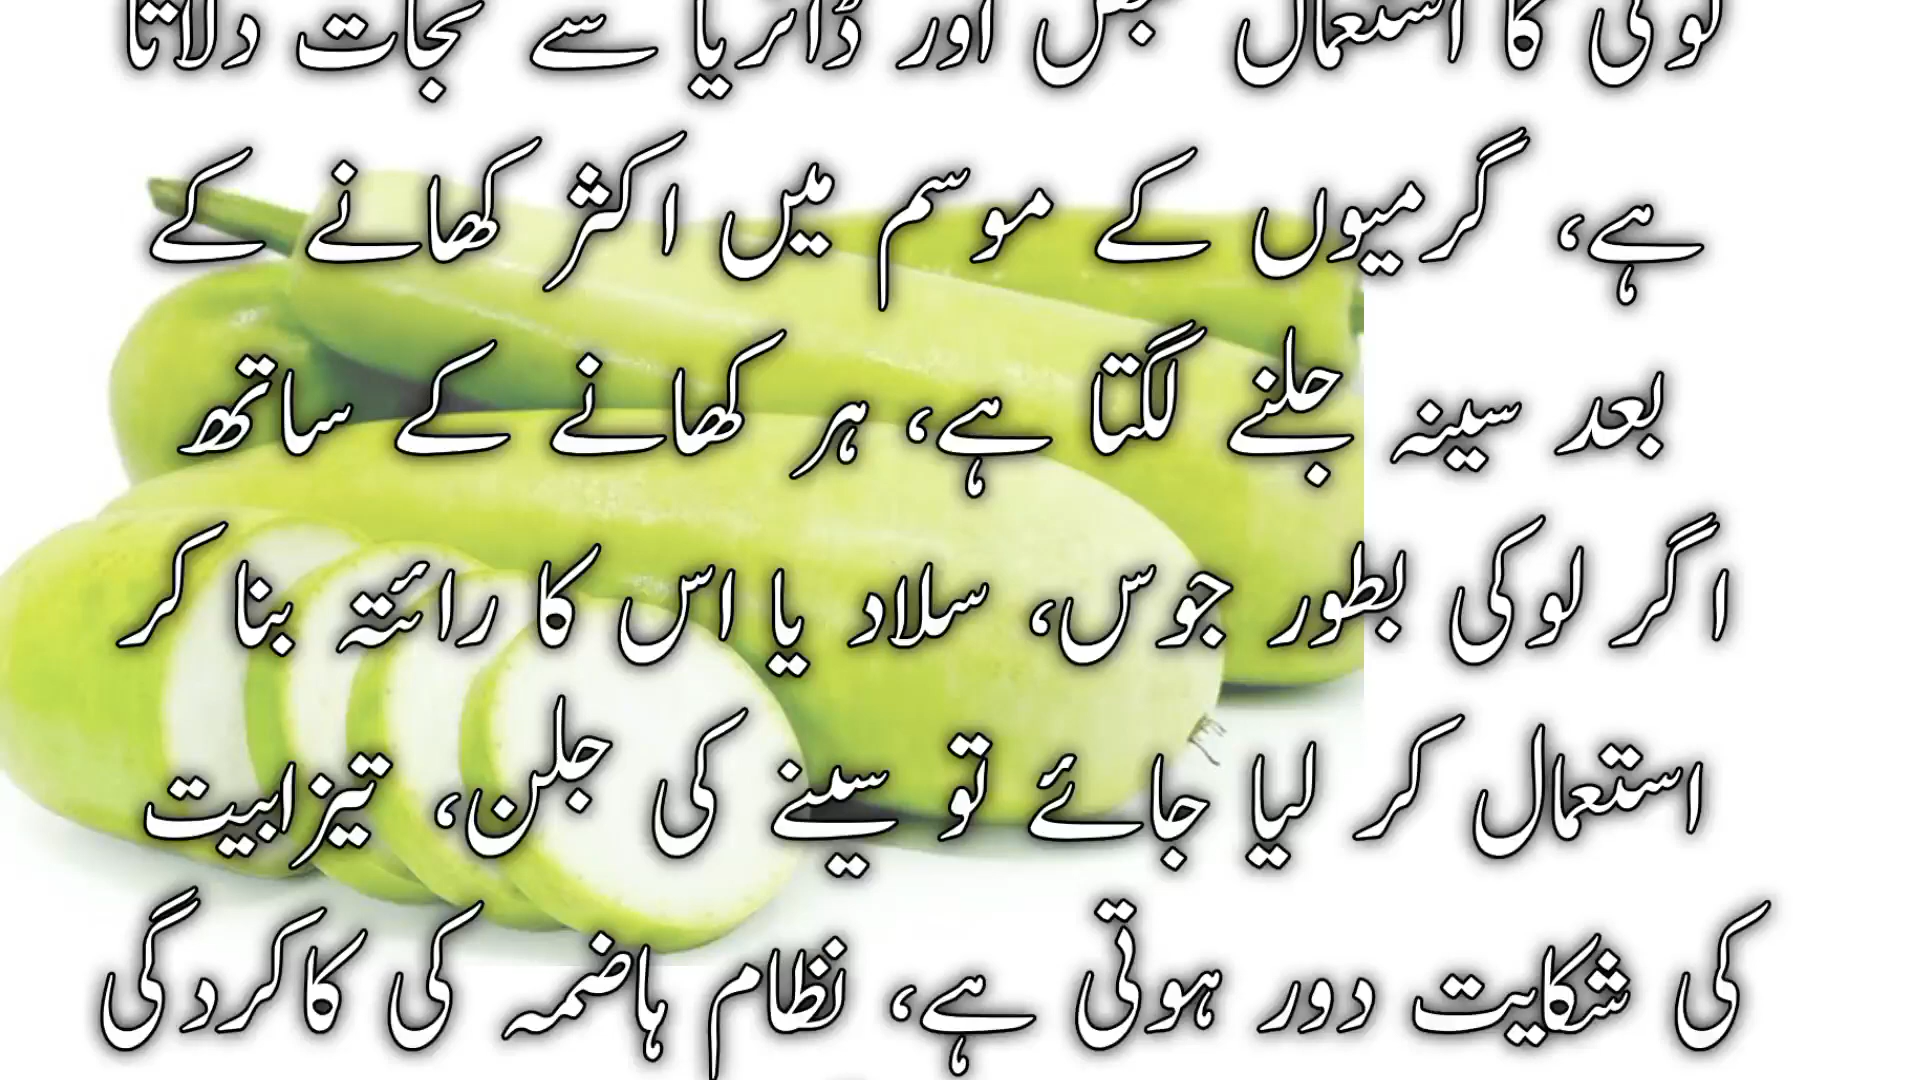 لوکی کا استعمال قبض اور ڈائریا سے نجات دلاتا
ہے، گرمیوں کے موسم میں اکثر کھانے کے
بعد سینہ جلنے لگتا ہے، ہر کھانے کے ساتھ
اگر لوکی بطور جوس، سلاد یا اس کا رائتہ بنا کر
استعمال کر لیا جائے تو سینے کی جلن، تیزابیت
کی شکایت دور ہوتی ہے، نظام ہاضمہ کی کاکردگی